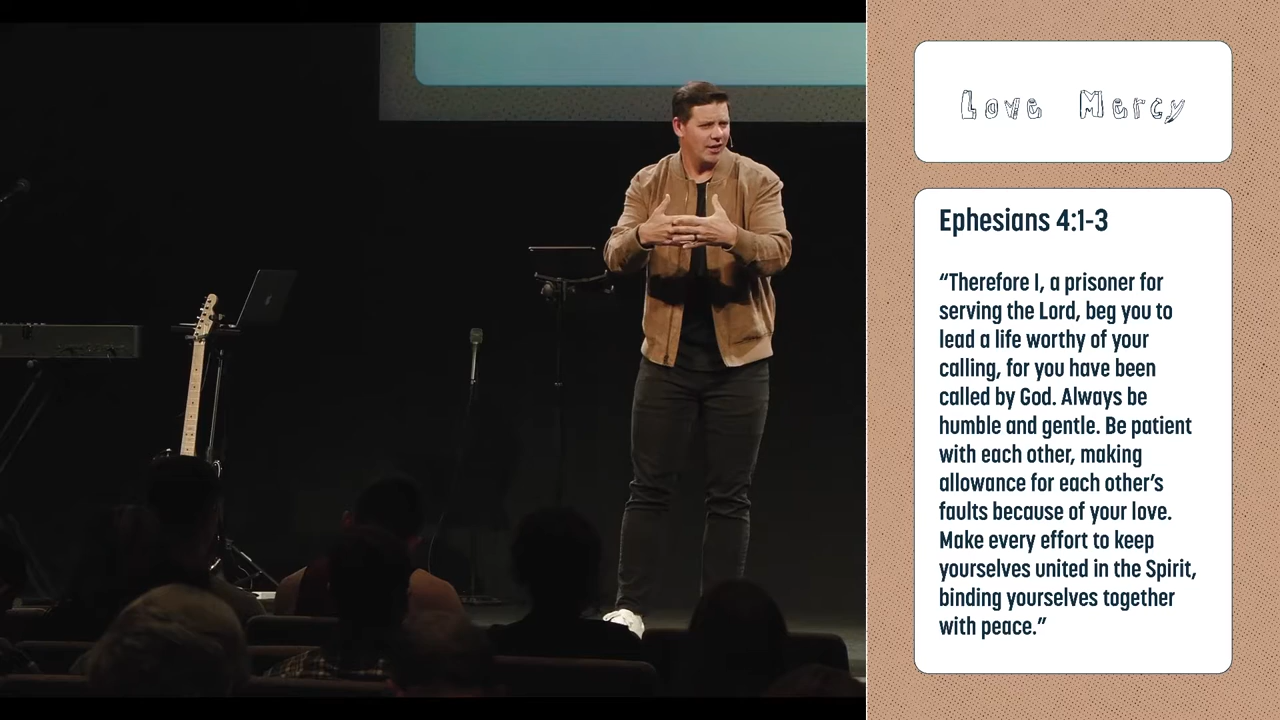 Love Mercy
Ephesians 4:1-3
“Therefore I, a prisoner for
serving the Lord, beg you to
lead a life worthy of your
calling, for you have been
called by God. Always be
humble and gentle. Be patient
with each other, making
allowance for each other’s
faults because of your love.
Make every effort to keep
yourselves united in the Spirit,
binding yourselves together
with peace.”